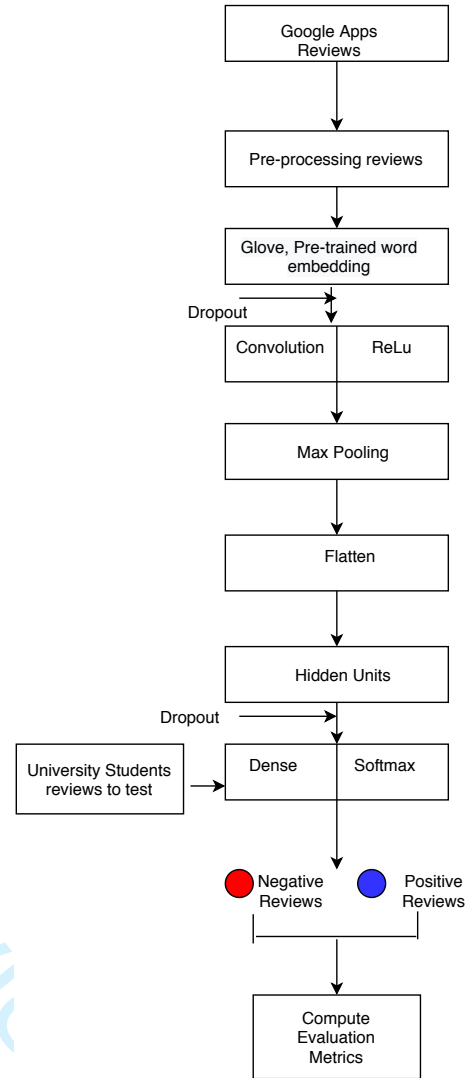 Google Apps
Reviews
Pre-processing reviews
Glove, Pre-trained word
embedding
Dropout
Convolution
ReLu
Max Pooling
Flatten
Hidden Units
Dropout
University Students
reviews to test
Dense
Softmax
Negative
Reviews
Positive
Reviews
Compute
Evaluation
Metrics